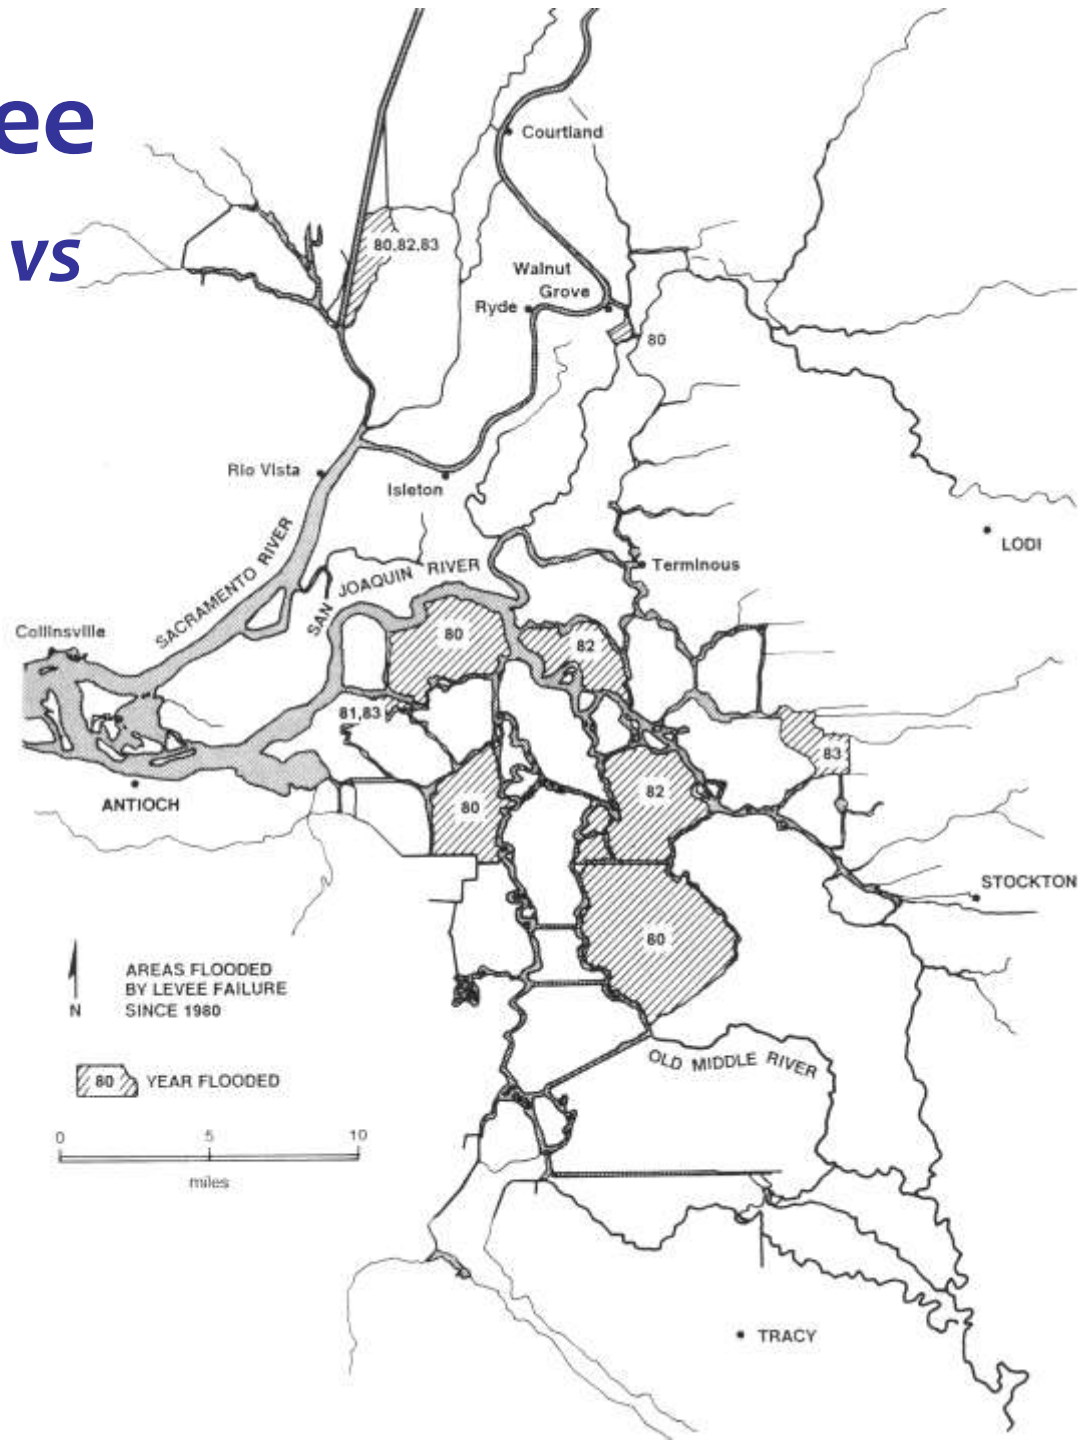 ee
vs
Courtland
80,82,83
Walnut
Grove
Ryde
80
Rio Vista
Isleton
LODI
SACRAMENTO RIVER
SAN JOAQUIN RIVER
Terminous
Collinsville
80
82
81,83
83
ANTIOCH
80
82
STOCKTON
80
AREAS FLOODED
BY LEVEE FAILURE
SINCE 1980
N
OLD MIDDLE RIVER
80 YEAR FLOODED
0 5 10
miles
TRACY